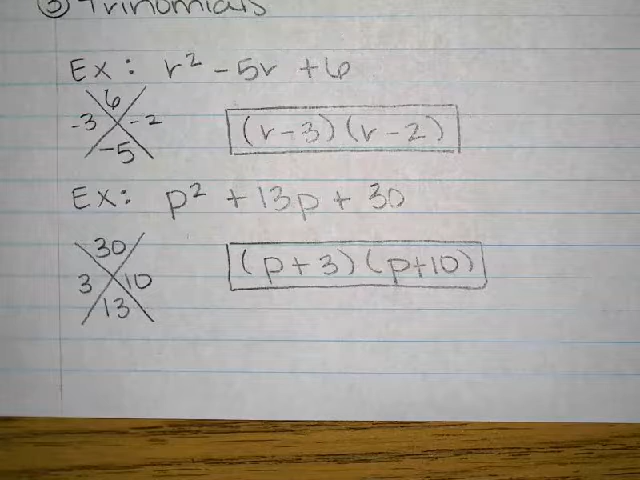 ③ Trinomials
Ex: r² - 5r + 6
6
-3 -2
-5
(r - 3)(r - 2)
Ex: p² + 13p + 30
30
3 10
13
(p + 3)(p + 10)